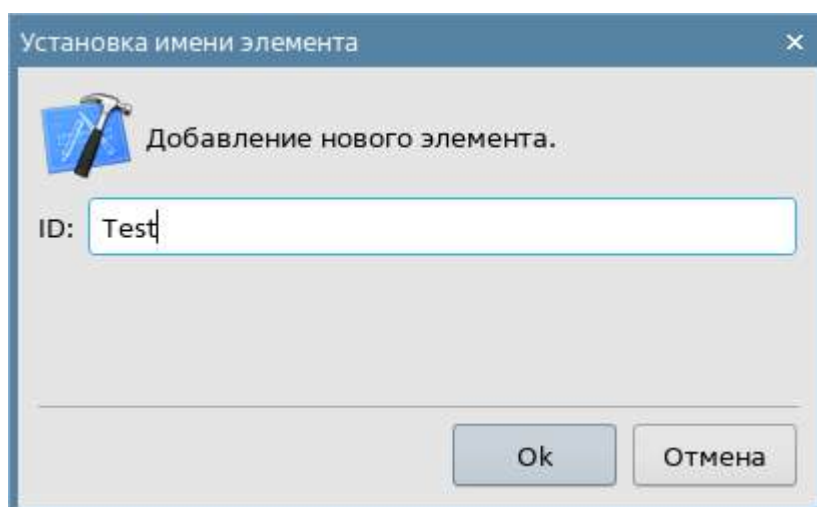 Установка имени элемента
Добавление нового элемента.
ID: Test
Ok Отмена